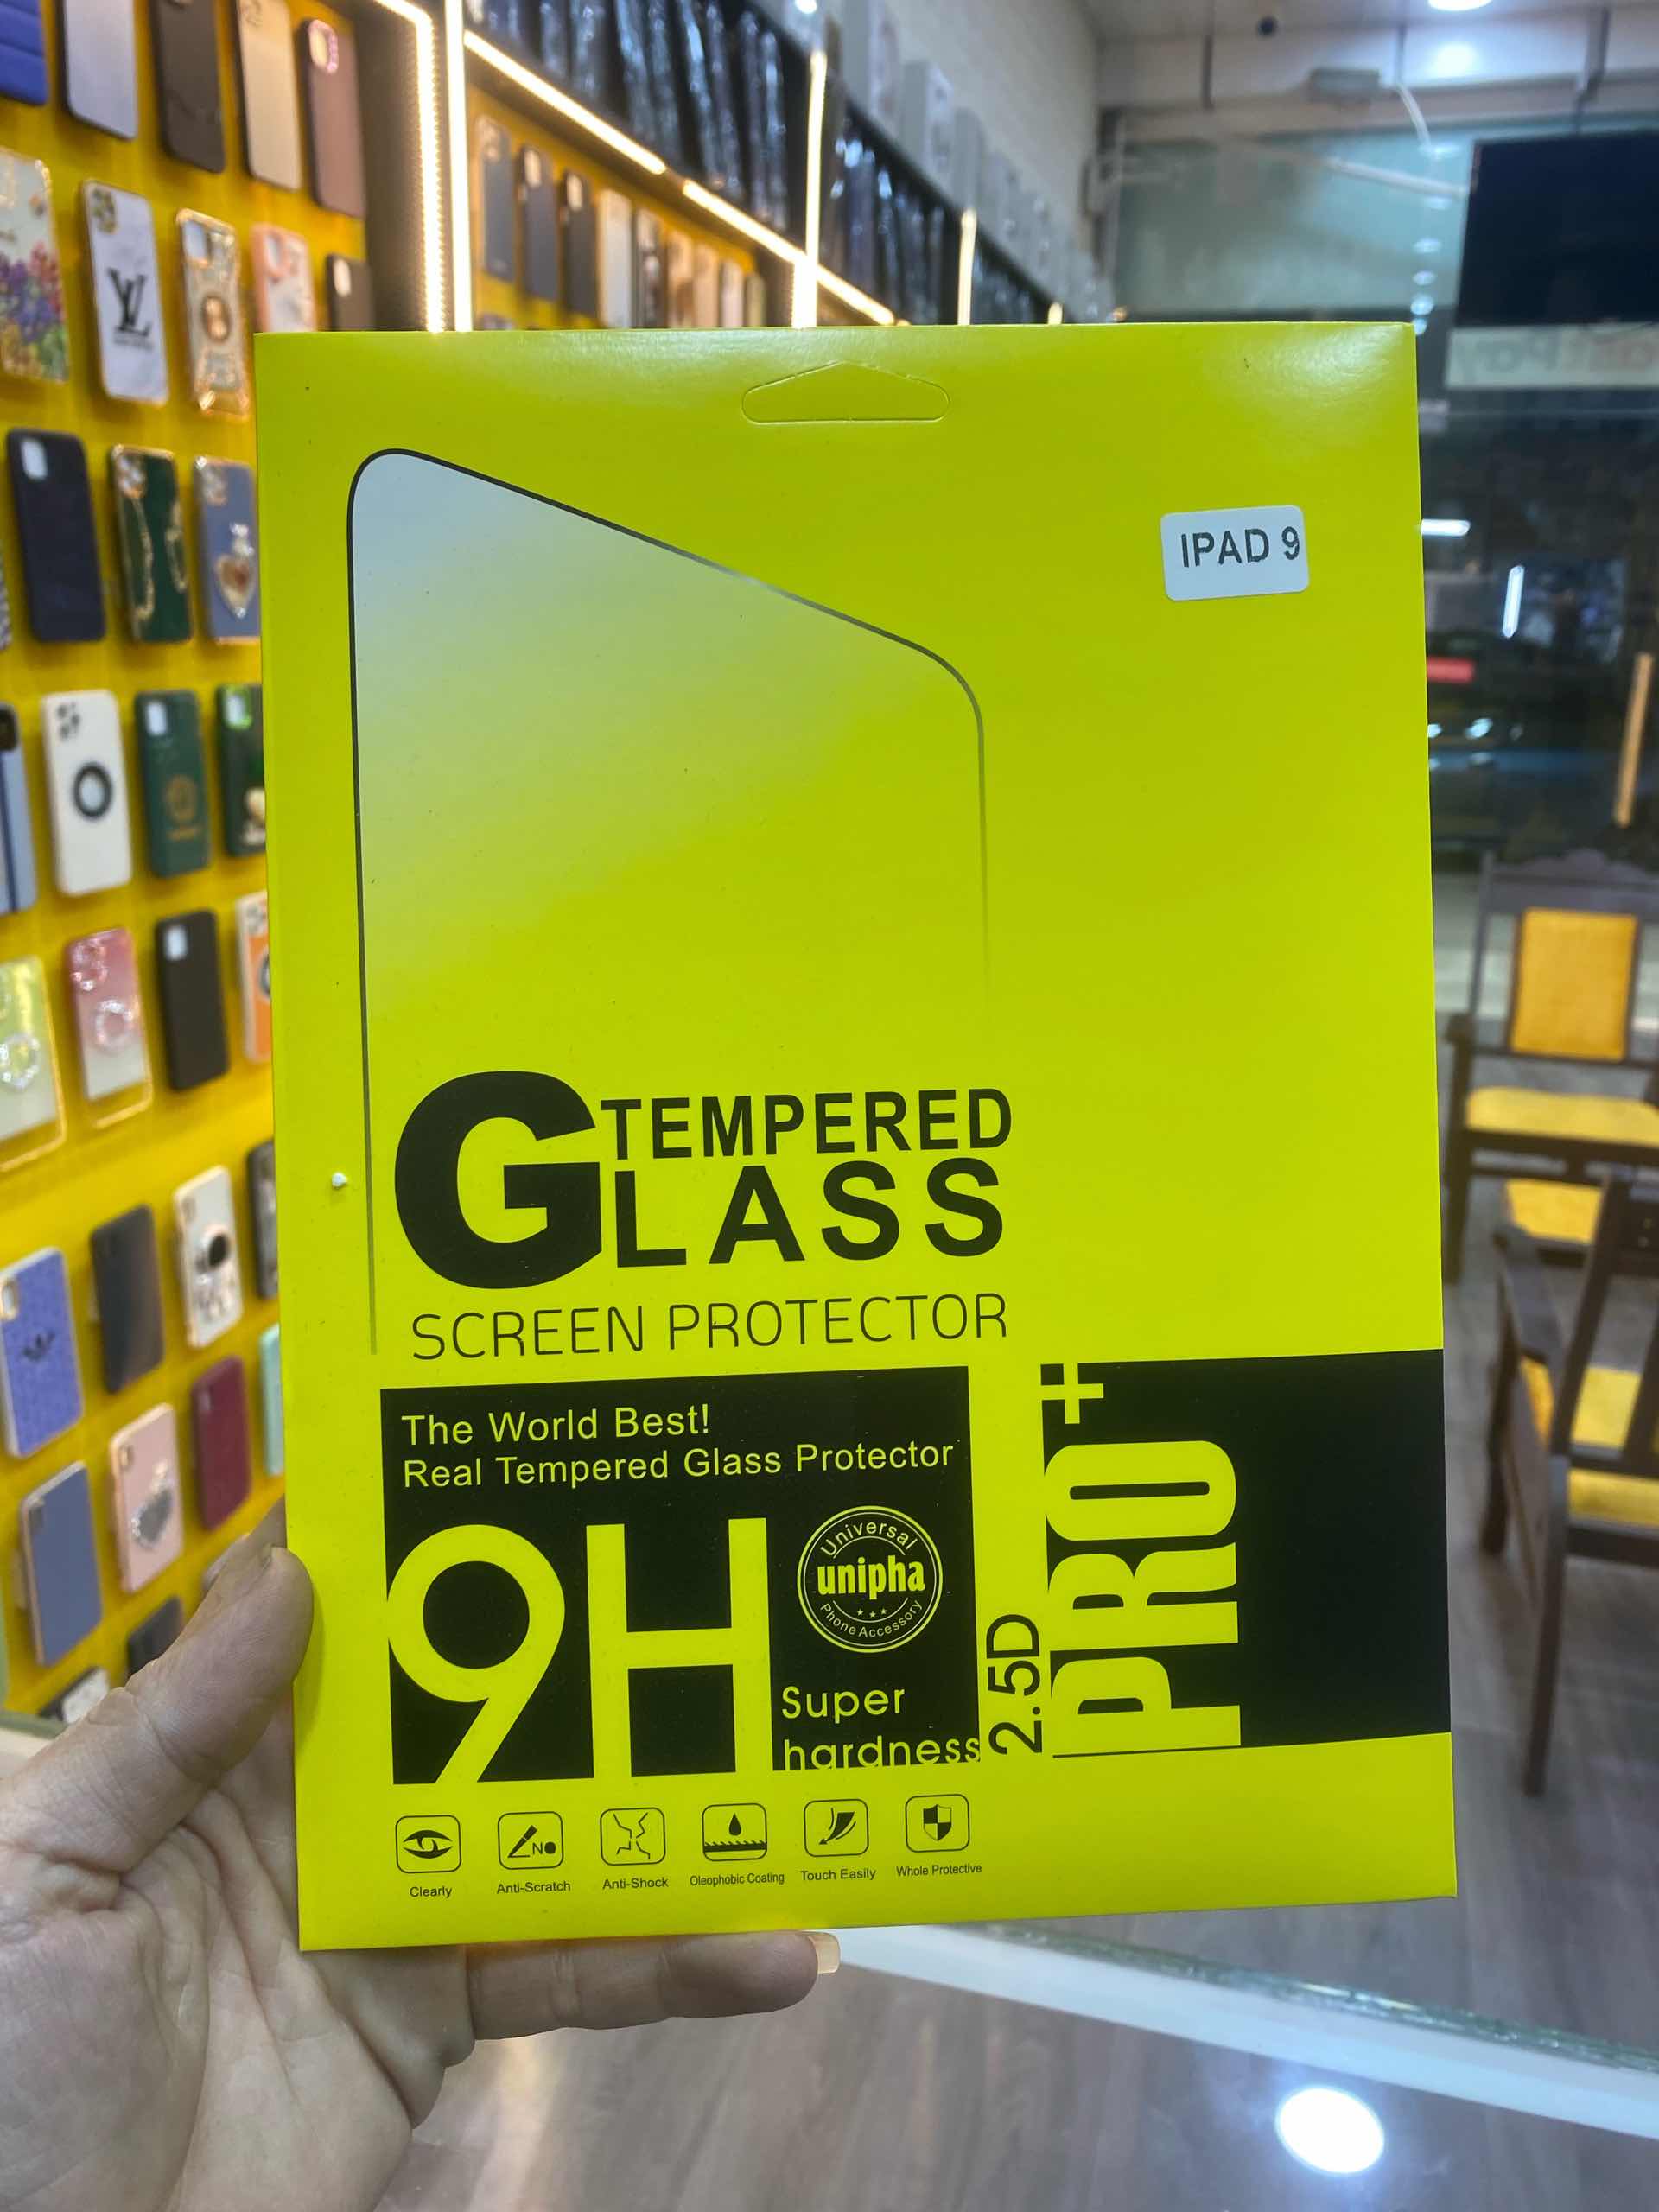 IPAD 9
TEMPERED
GLASS
SCREEN PROTECTOR
The World Best!
Real Tempered Glass Protector
9H
Universal
unipha
Phone Accessory
Super
hardness
2.5D
PRO+
NO
Clearly
Anti-Scratch
Anti-Shock
Oleophobic Coating
Touch Easily
Whole Protective